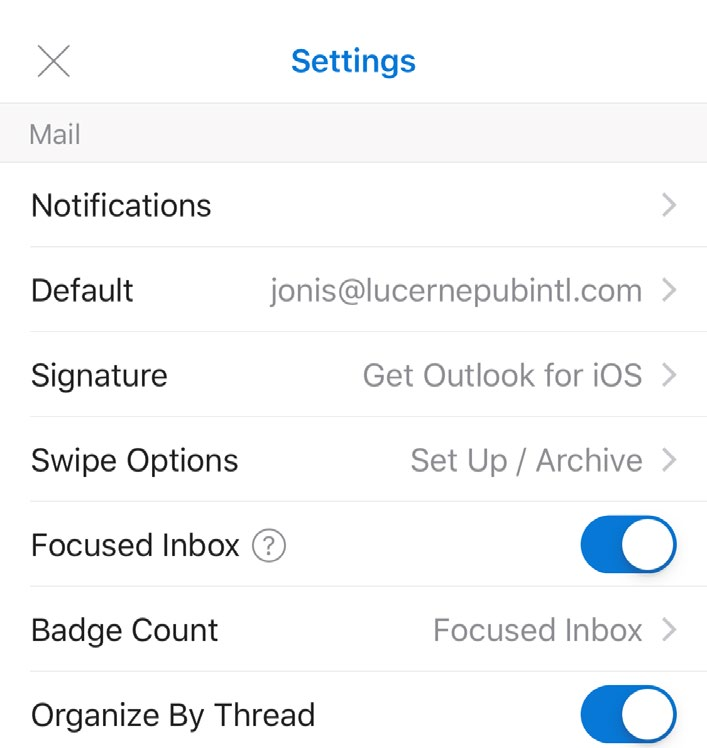 Settings
Mail
Notifications
Default jonis@lucernepubintl.com
Signature Get Outlook for iOS
Swipe Options Set Up / Archive
Focused Inbox ?
Badge Count Focused Inbox
Organize By Thread